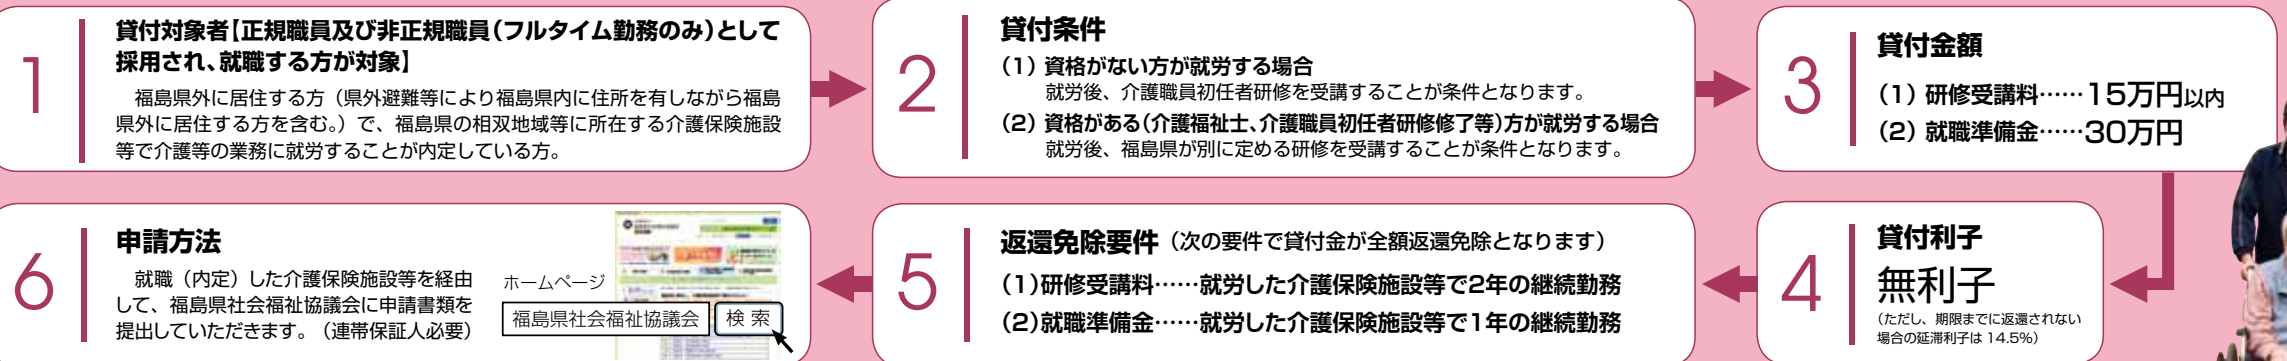 1
貸付対象者【正規職員及び非正規職員（フルタイム勤務のみ）として
採用され、就職する方が対象】
福島県外に居住する方（県外避難等により福島県内に住所を有しながら福島
県外に居住する方を含む。）で、福島県の相双地域等に所在する介護保険施設
等で介護等の業務に就労することが内定している方。
2
貸付条件
（1）資格がない方が就労する場合
就労後、介護職員初任者研修を受講することが条件となります。
（2）資格がある（介護福祉士、介護職員初任者研修修了等）方が就労する場合
就労後、福島県が別に定める研修を受講することが条件となります。
3
貸付金額
（1）研修受講料……15万円以内
（2）就職準備金……30万円
4
貸付利子
無利子
（ただし、期限までに返還されない
場合の延滞利子は 14.5%）
5
返還免除要件（次の要件で貸付金が全額返還免除となります）
（1）研修受講料……就労した介護保険施設等で2年の継続勤務
（2）就職準備金……就労した介護保険施設等で1年の継続勤務
6
申請方法
就職（内定）した介護保険施設等を経由
して、福島県社会福祉協議会に申請書類を
提出していただきます。（連帯保証人必要）
ホームページ
福島県社会福祉協議会 検 索